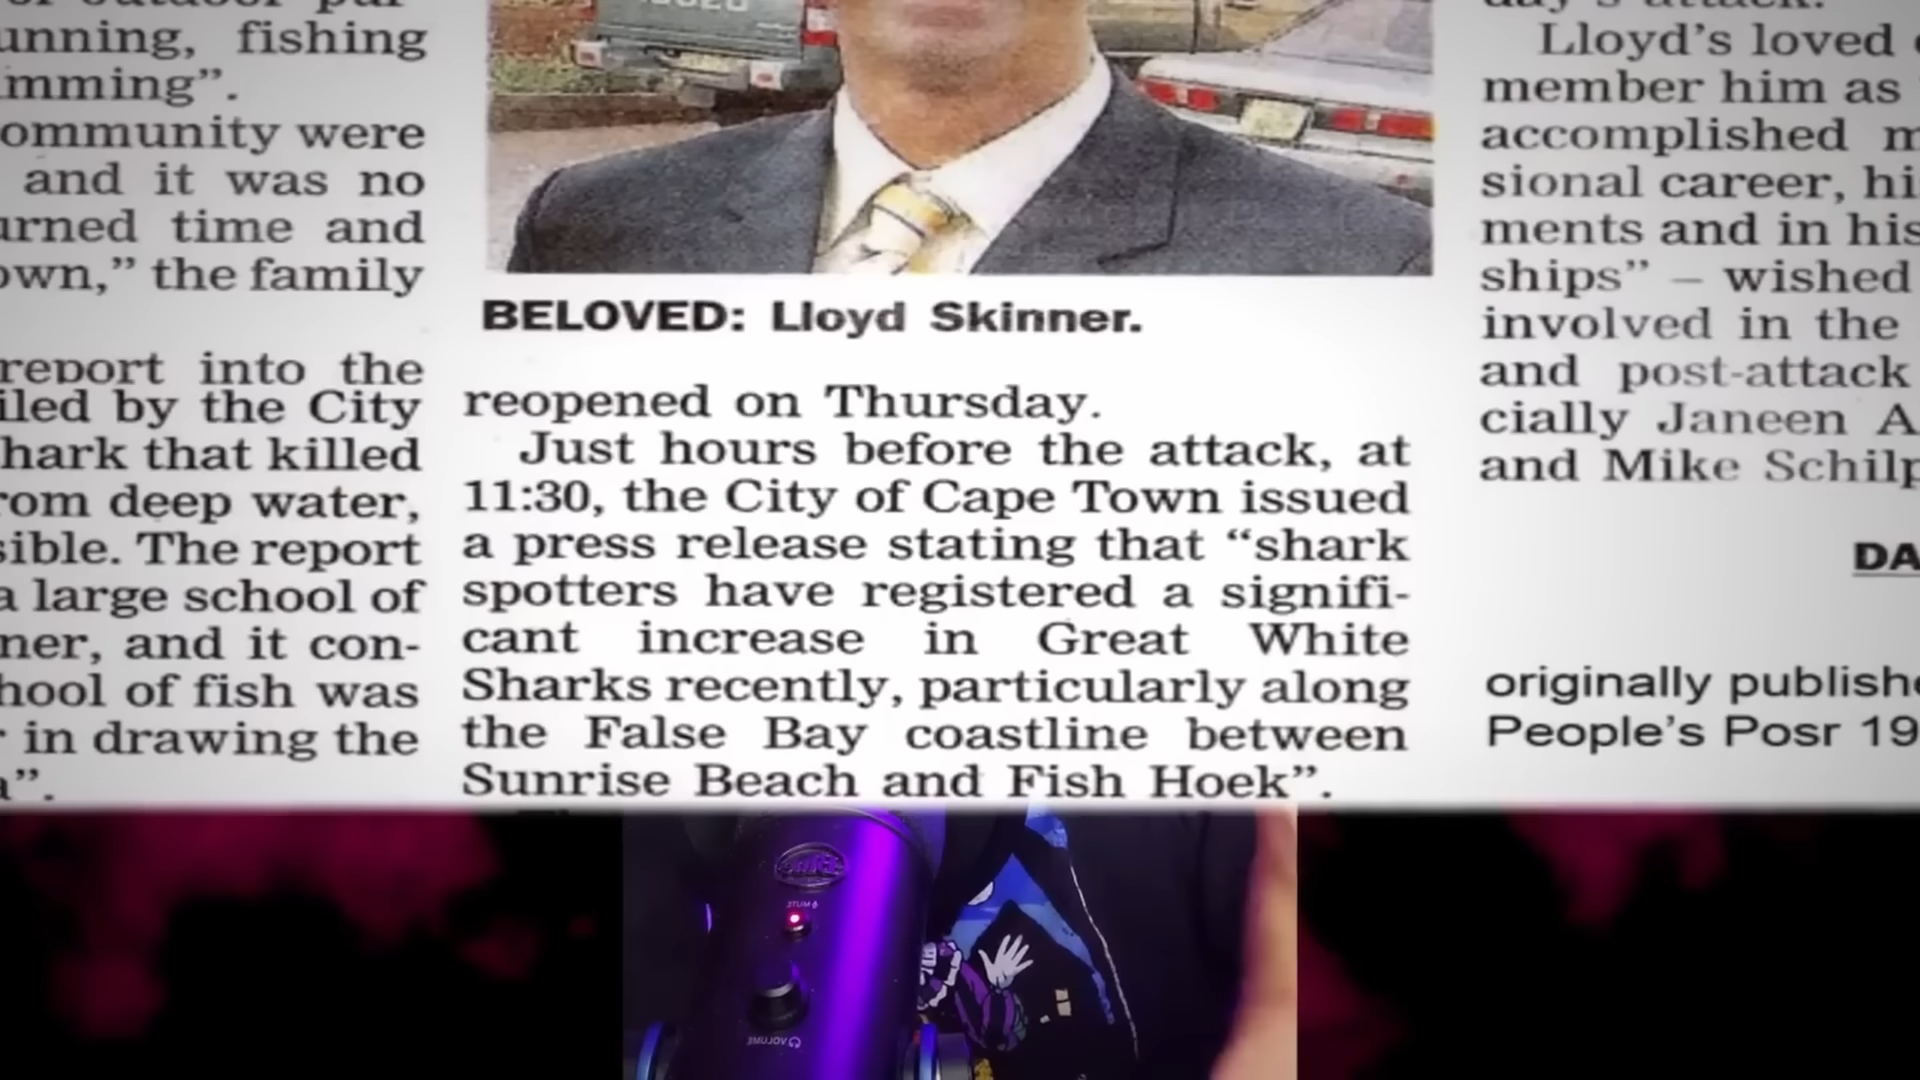 unning, fishing
mming”.
ommunity were
and it was no
urned time and
own,” the family
report into the
iled by the City
hark that killed
rom deep water,
sible. The report
a large school of
ner, and it con-
hool of fish was
r in drawing the
a”.
BELOVED: Lloyd Skinner.
reopened on Thursday.
Just hours before the attack, at
11:30, the City of Cape Town issued
a press release stating that “shark
spotters have registered a signifi-
cant increase in Great White
Sharks recently, particularly along
the False Bay coastline between
Sunrise Beach and Fish Hoek”.
day's attack.
Lloyd’s loved
member him as
accomplished m
sional career, hi
ments and in his
ships” – wished
involved in the
and post-attack
cially Janeen A
and Mike Schilp
DA
originally publishe
People’s Posr 19
MUTE
VOLUME